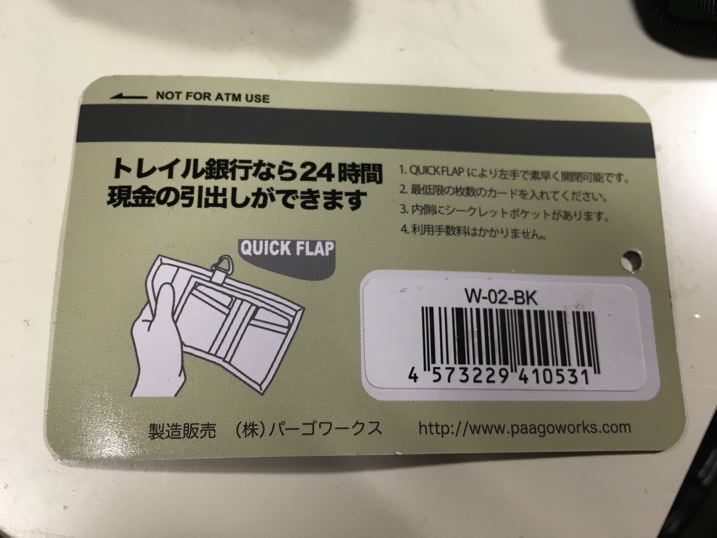 NOT FOR ATM USE
トレイル銀行なら24時間
現金の引出しができます
1. QUICK FLAP により左手で素早く開閉可能です。
2. 最低限の枚数のカードを入れてください。
3. 内側にシークレットポケットがあります。
4. 利用手数料はかかりません。
QUICK FLAP
W-02-BK
4 573229 410531
製造販売 (株)パーゴワークス http://www.paagoworks.com